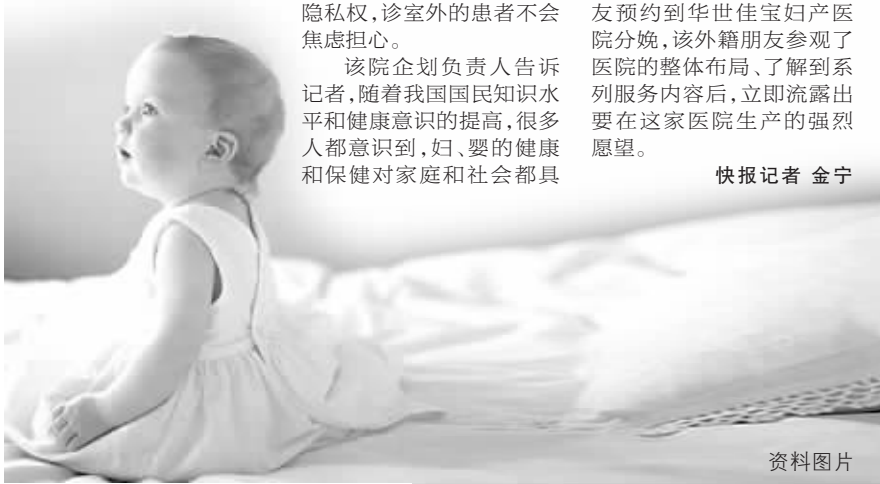 隐私权，诊室外的患者不会
焦虑担心。
该院企划负责人告诉
记者，随着我国国民知识水
平和健康意识的提高，很多
人都意识到，妇、婴的健康
和保健对家庭和社会都具
友预约到华世佳宝妇产医
院分娩，该外籍朋友参观了
医院的整体布局、了解到系
列服务内容后，立即流露出
要在这家医院生产的强烈
愿望。
快报记者 金宁
资料图片